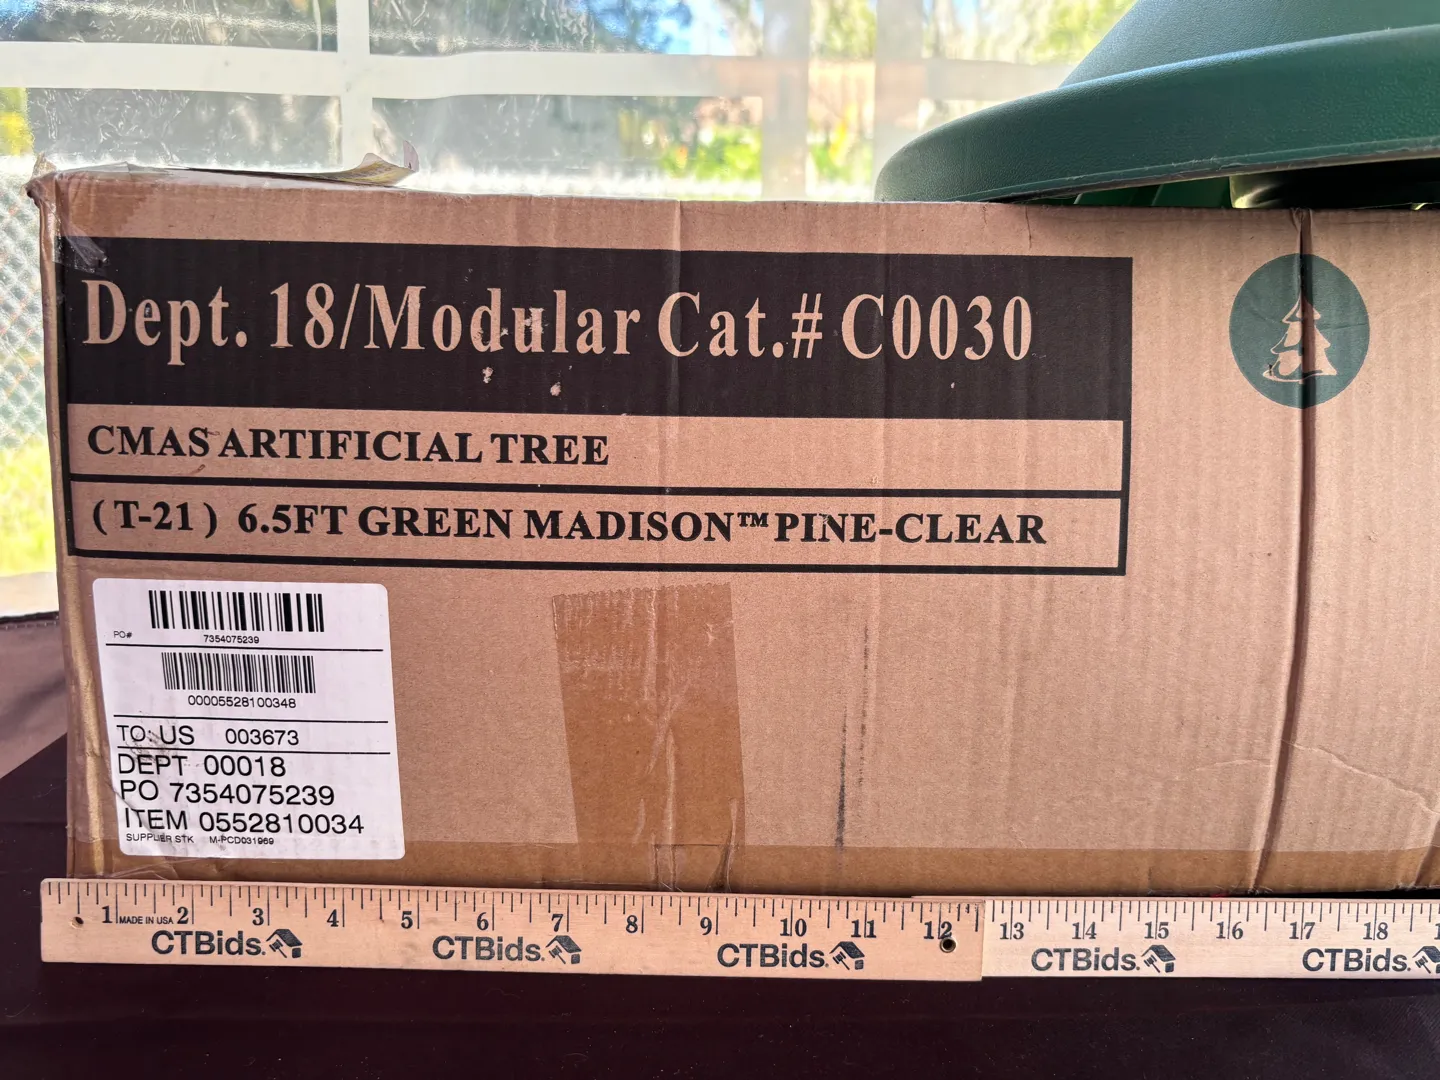 Dept. 18/Modular Cat.# C0030
CMAS ARTIFICIAL TREE
( T-21 ) 6.5FT GREEN MADISON™ PINE-CLEAR
PO# 7354075239
00005528100348
TO: US 003673
DEPT 00018
PO 7354075239
ITEM 0552810034
SUPPLIER STK M-PCD031969
1 MADE IN USA 2 3 4 5 6 7 8 9 10 11 12 13 14 15 16 17 18
CTBids. CTBids. CTBids. CTBids. CTBids.